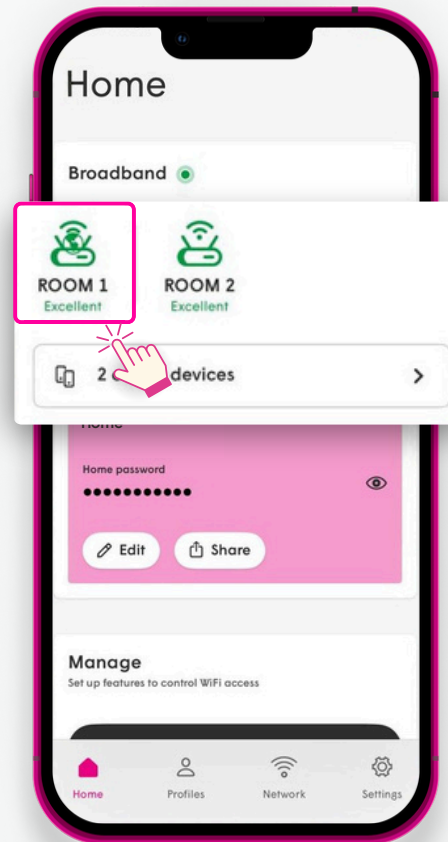 Home
Broadband
ROOM 1
Excellent
ROOM 2
Excellent
2 devices
Home
Home password
Edit
Share
Manage
Set up features to control WiFi access
Home
Profiles
Network
Settings